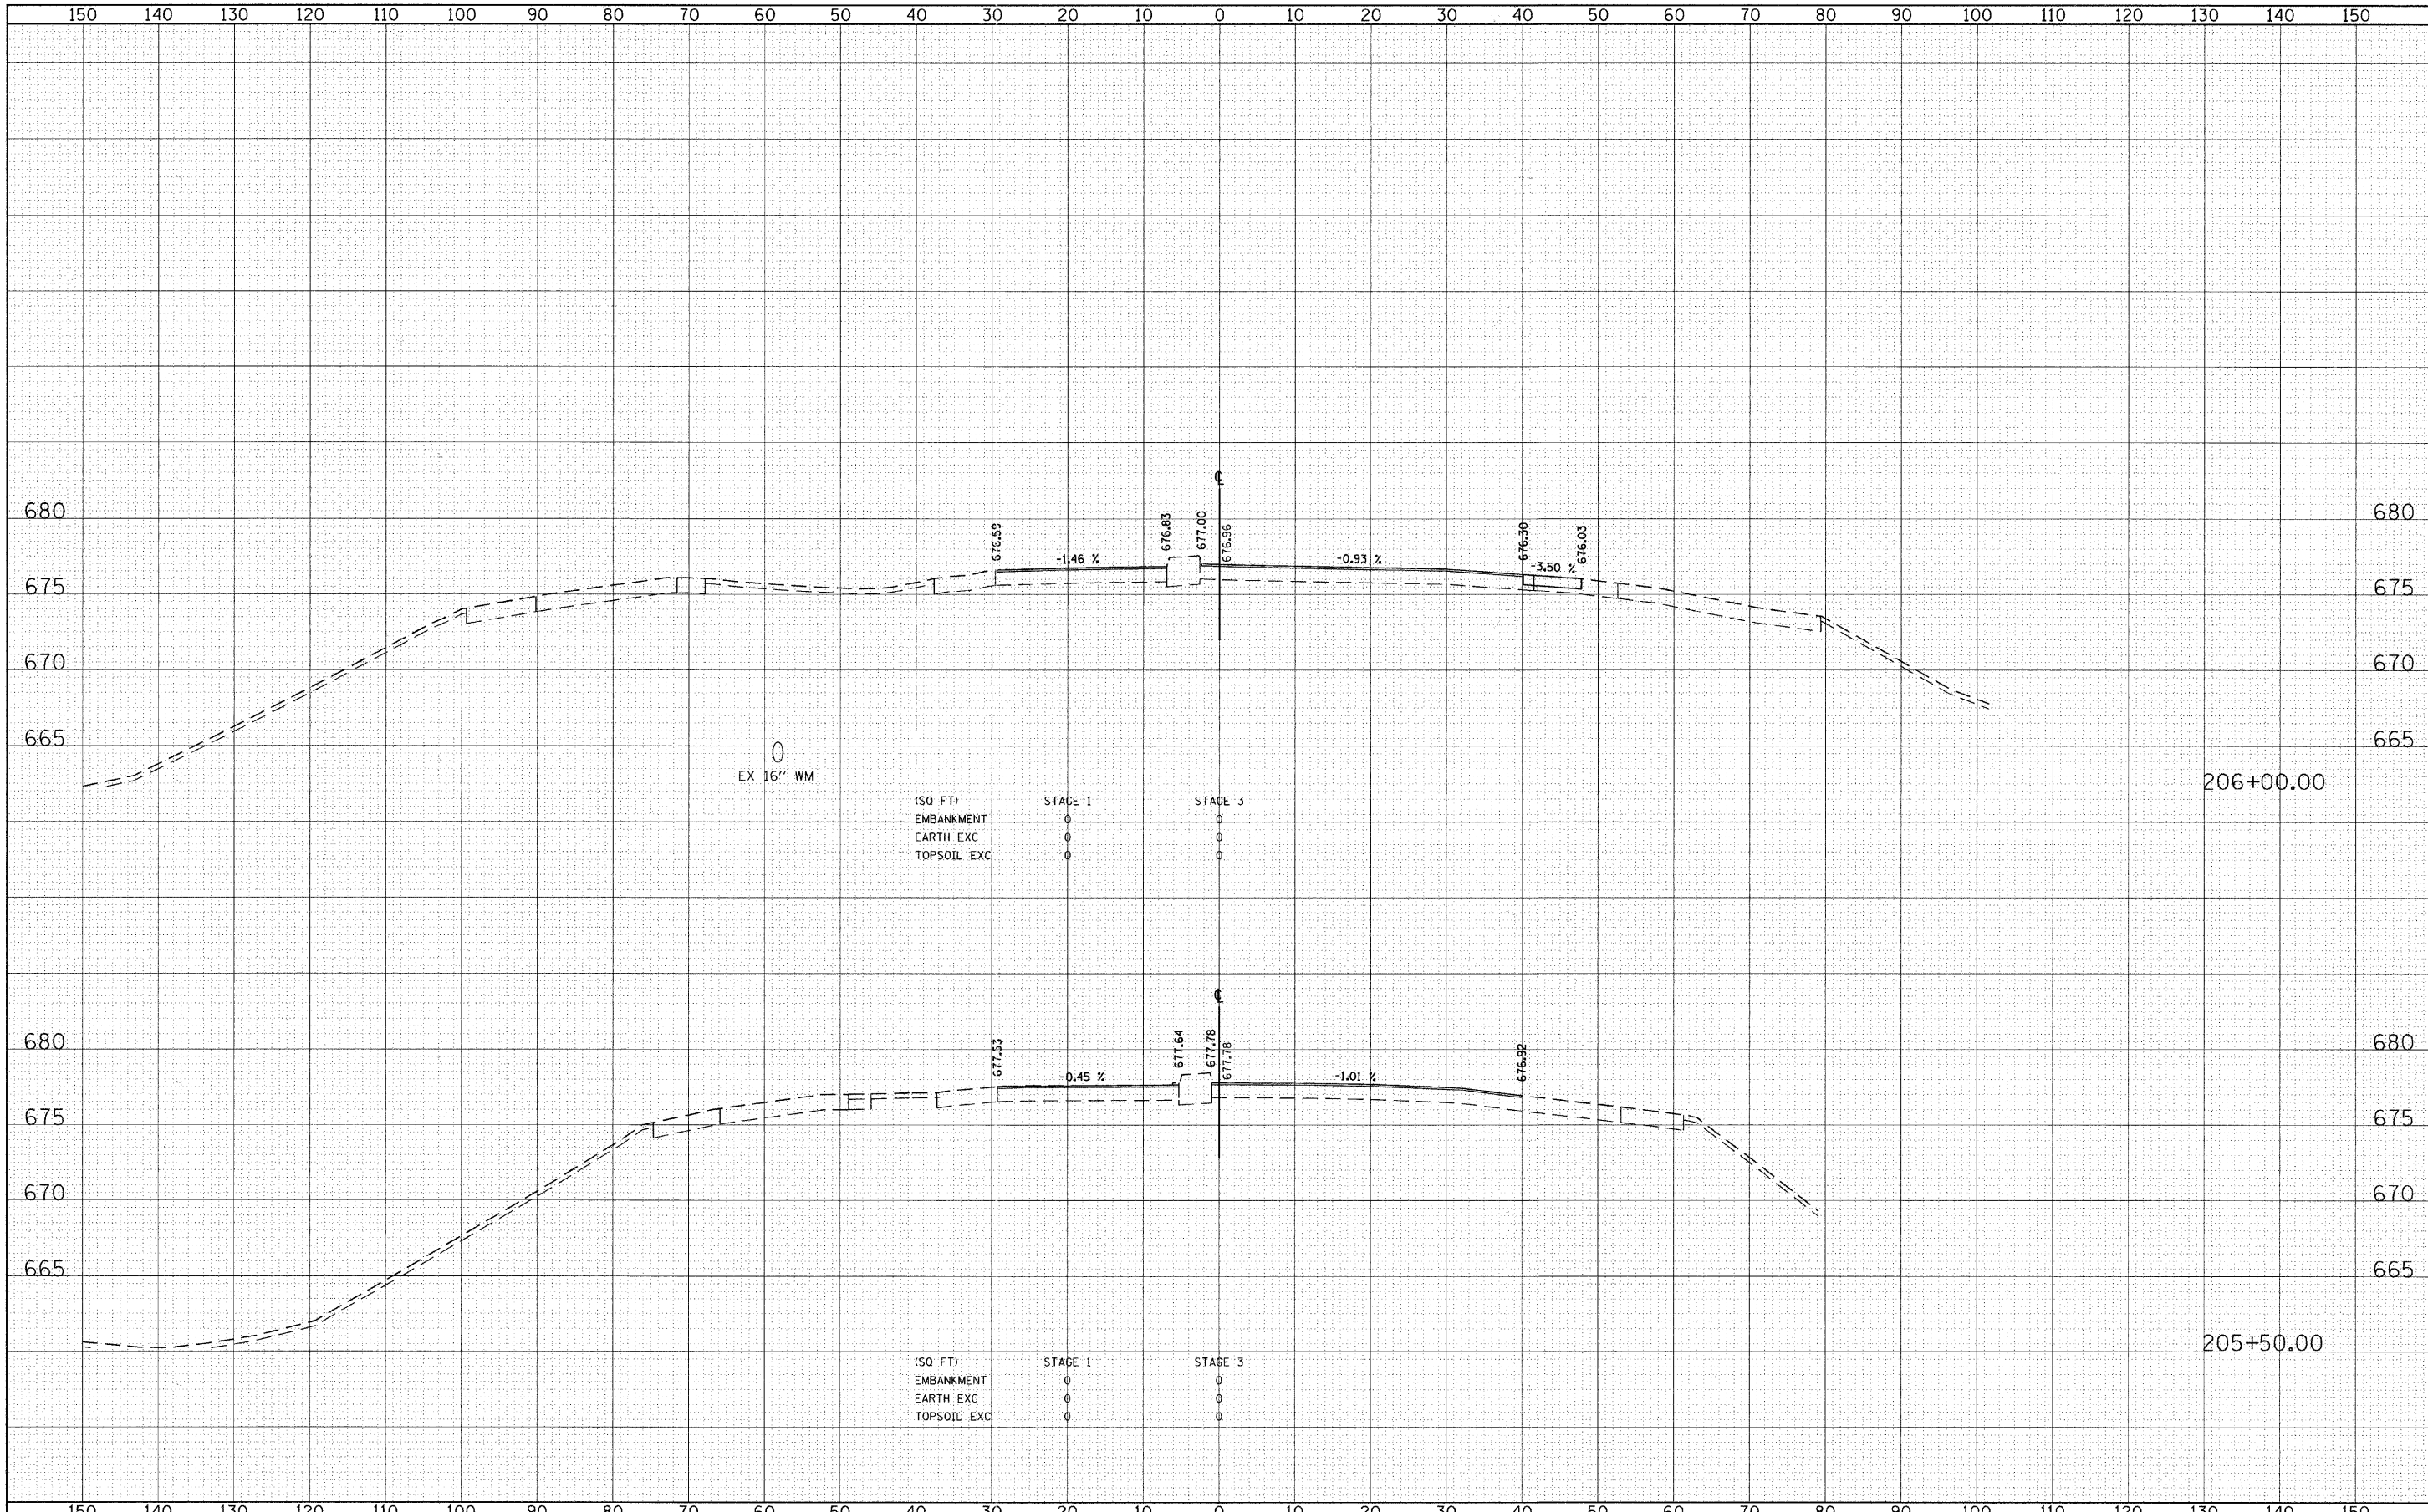 150 140 130 120 110 100 90 80 70 60 50 40 30 20 10 0 10 20 30 40 50 60 70 80 90 100 110 120 130 140 150
℄
680 676.59 676.83 677.00 676.96 676.30 676.03 680
-1.46 % -0.93 % -3.50 %
675 675
670 670
665 665
EX 16" WM
206+00.00
(SQ FT) STAGE 1 STAGE 3
EMBANKMENT 0 0
EARTH EXC 0 0
TOPSOIL EXC 0 0
℄
680 677.53 677.64 677.78 677.78 676.92 680
-0.45 % -1.01 %
675 675
670 670
665 665
205+50.00
(SQ FT) STAGE 1 STAGE 3
EMBANKMENT 0 0
EARTH EXC 0 0
TOPSOIL EXC 0 0
150 140 130 120 110 100 90 80 70 60 50 40 30 20 10 0 10 20 30 40 50 60 70 80 90 100 110 120 130 140 150